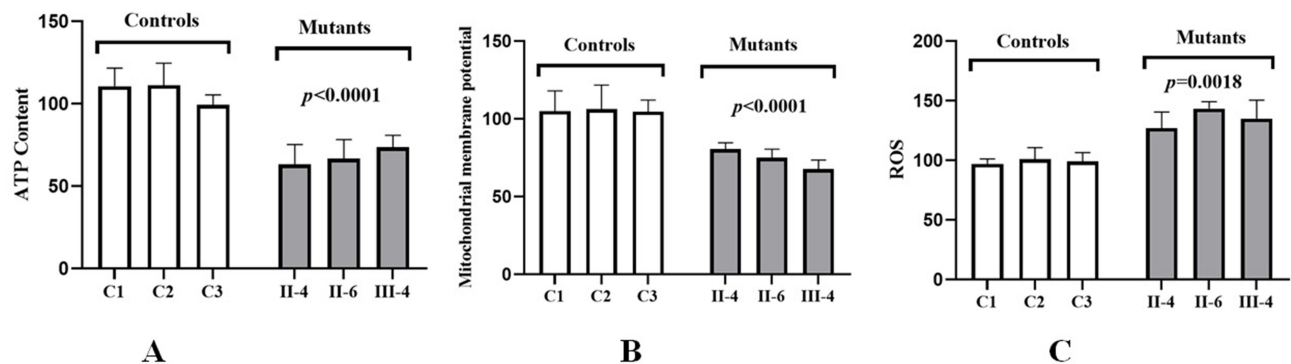 150
100
50
0
ATP Content
Controls
Mutants
p<0.0001
C1 C2 C3 II-4 II-6 III-4
A
150
100
50
0
Mitochondrial membrane potential
Controls
Mutants
p<0.0001
C1 C2 C3 II-4 II-6 III-4
B
200
150
100
50
0
ROS
Controls
Mutants
p=0.0018
C1 C2 C3 II-4 II-6 III-4
C